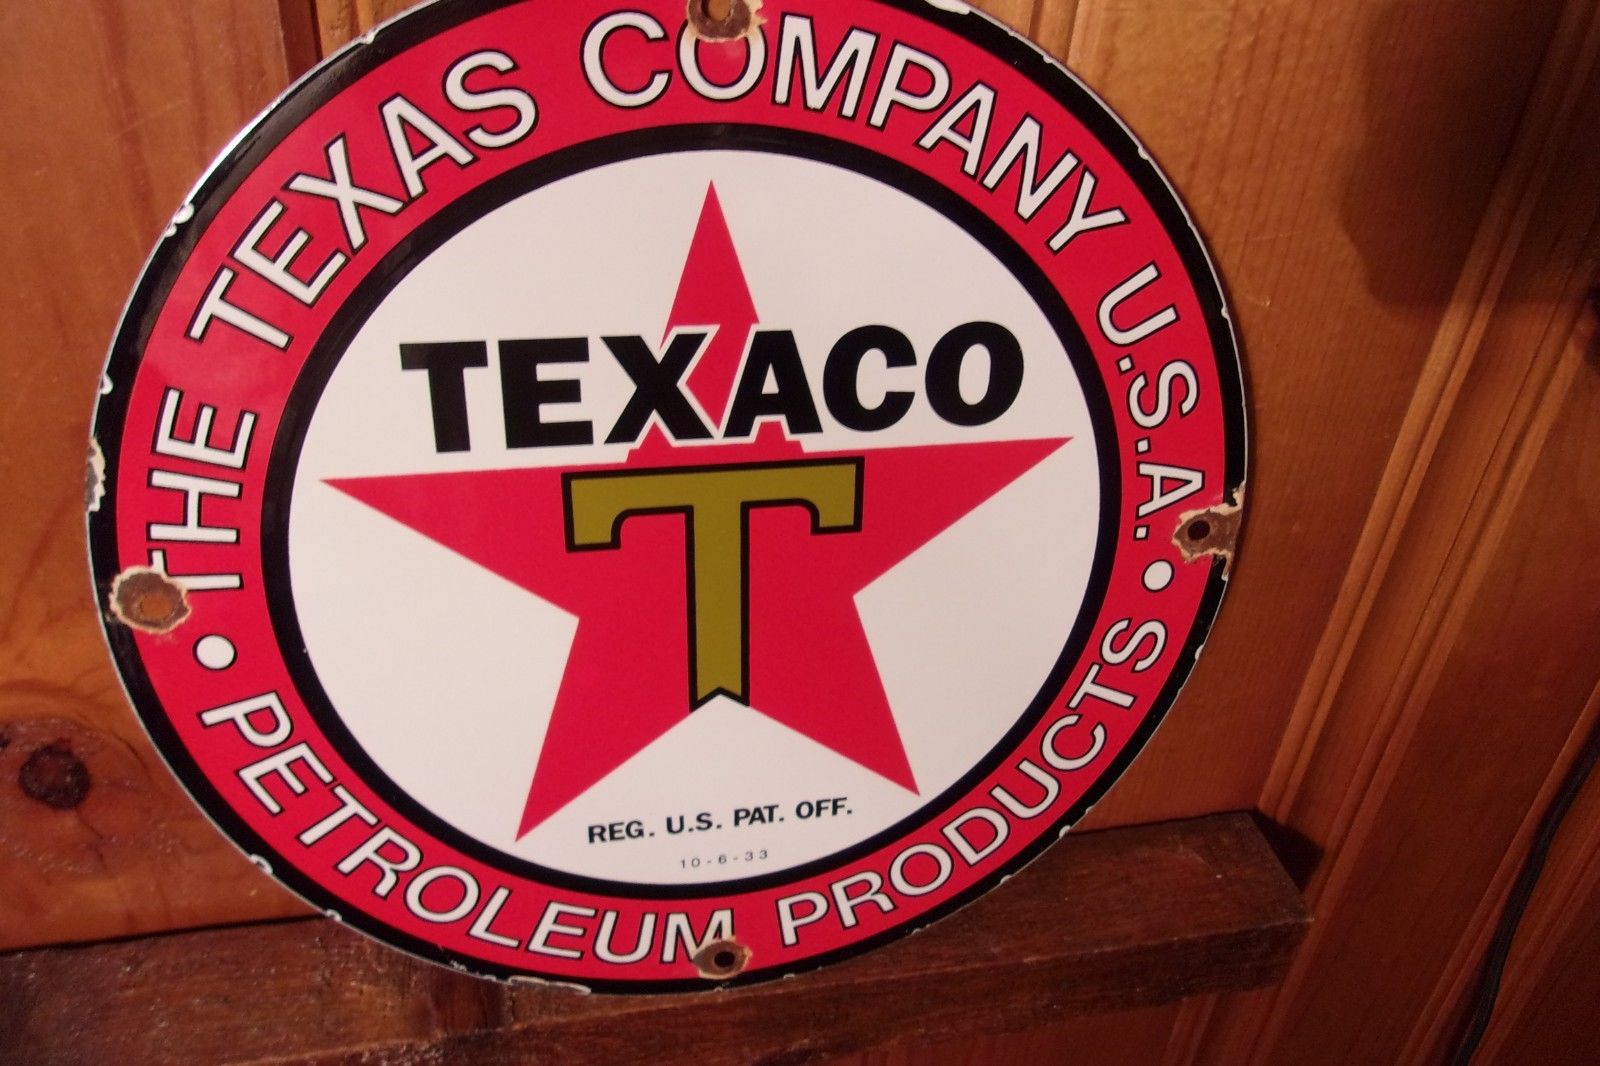 THE TEXAS COMPANY U.S.A.
TEXACO
T
REG. U.S. PAT. OFF.
10-6-33
• PETROLEUM PRODUCTS •